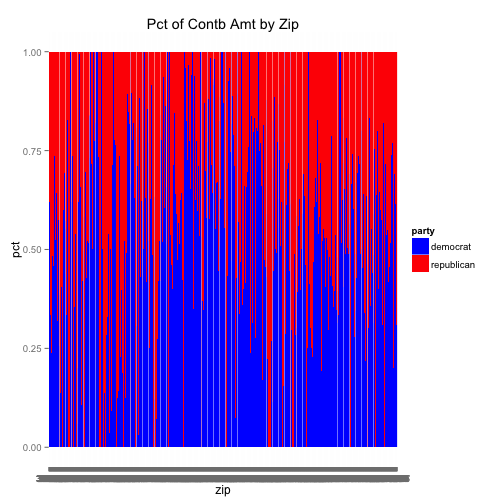 Pct of Contb Amt by Zip
1.00
0.75
0.50
0.25
0.00
pct
zip
party
democrat
republican